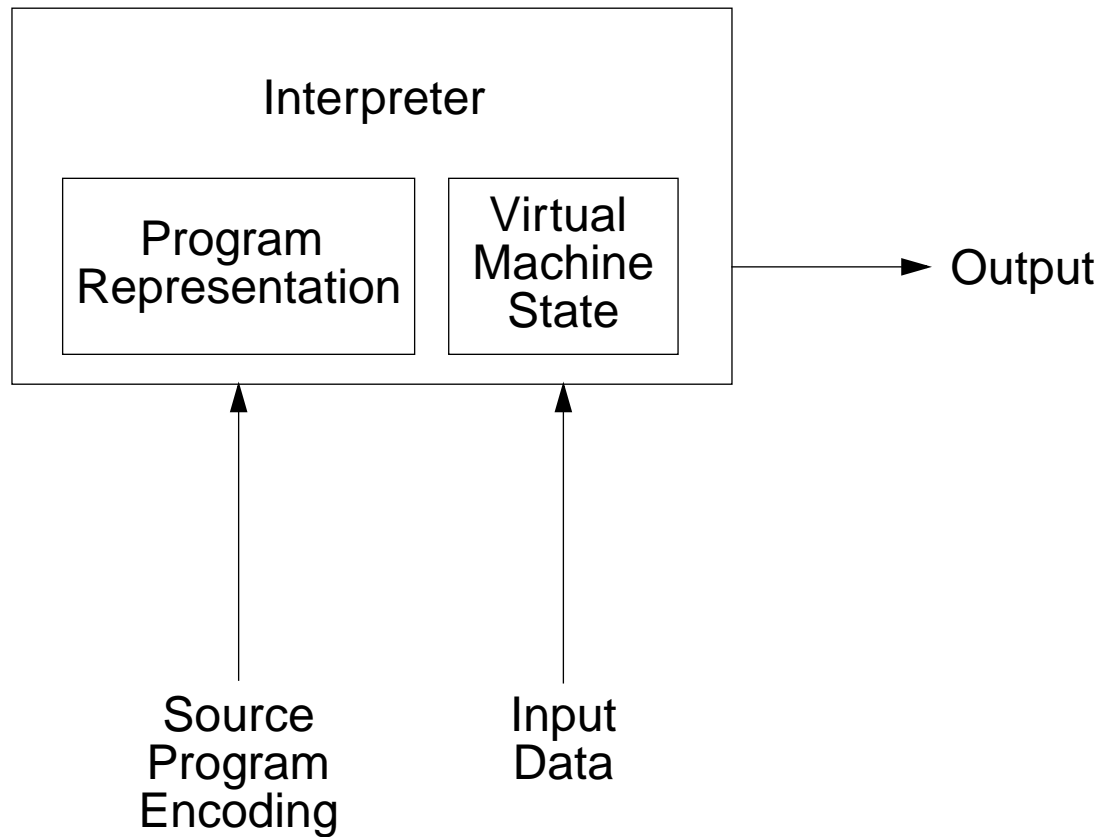 Interpreter
Program
Representation
Virtual
Machine
State
Output
Source
Program
Encoding
Input
Data